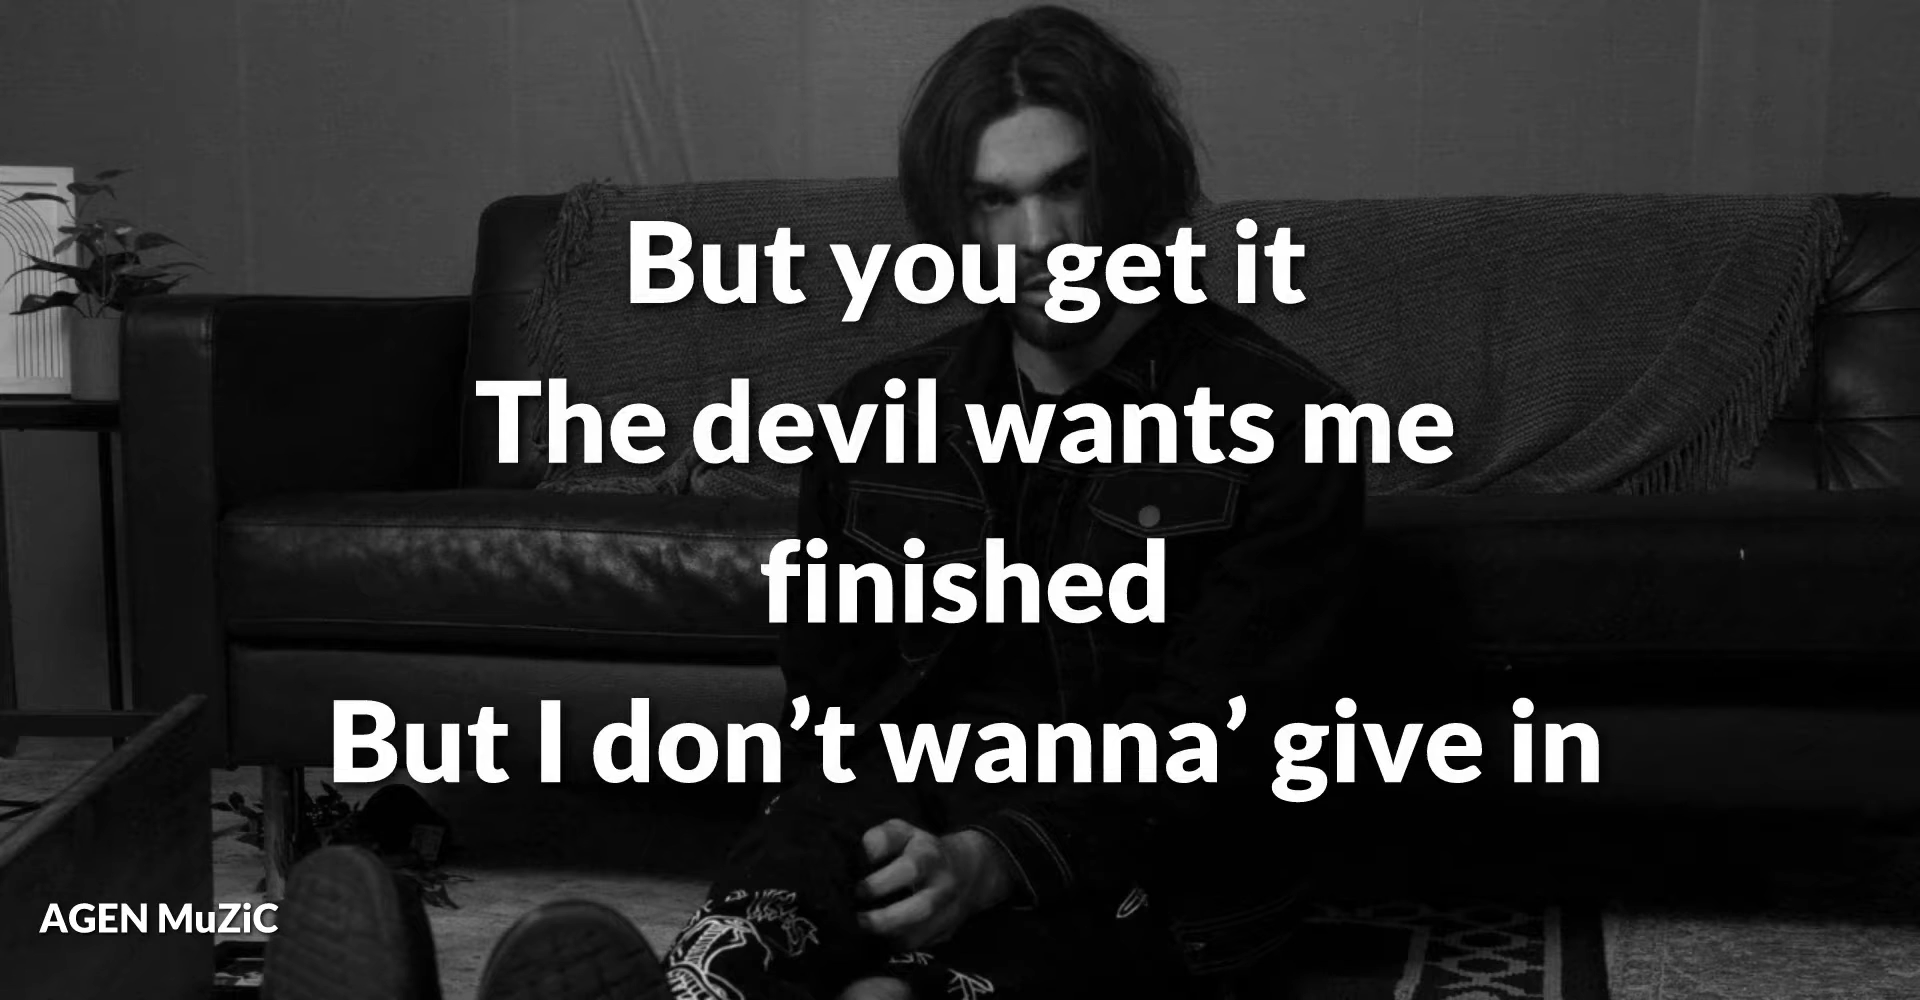 But you get it
The devil wants me
finished
But I don’t wanna’ give in
AGEN MuZiC